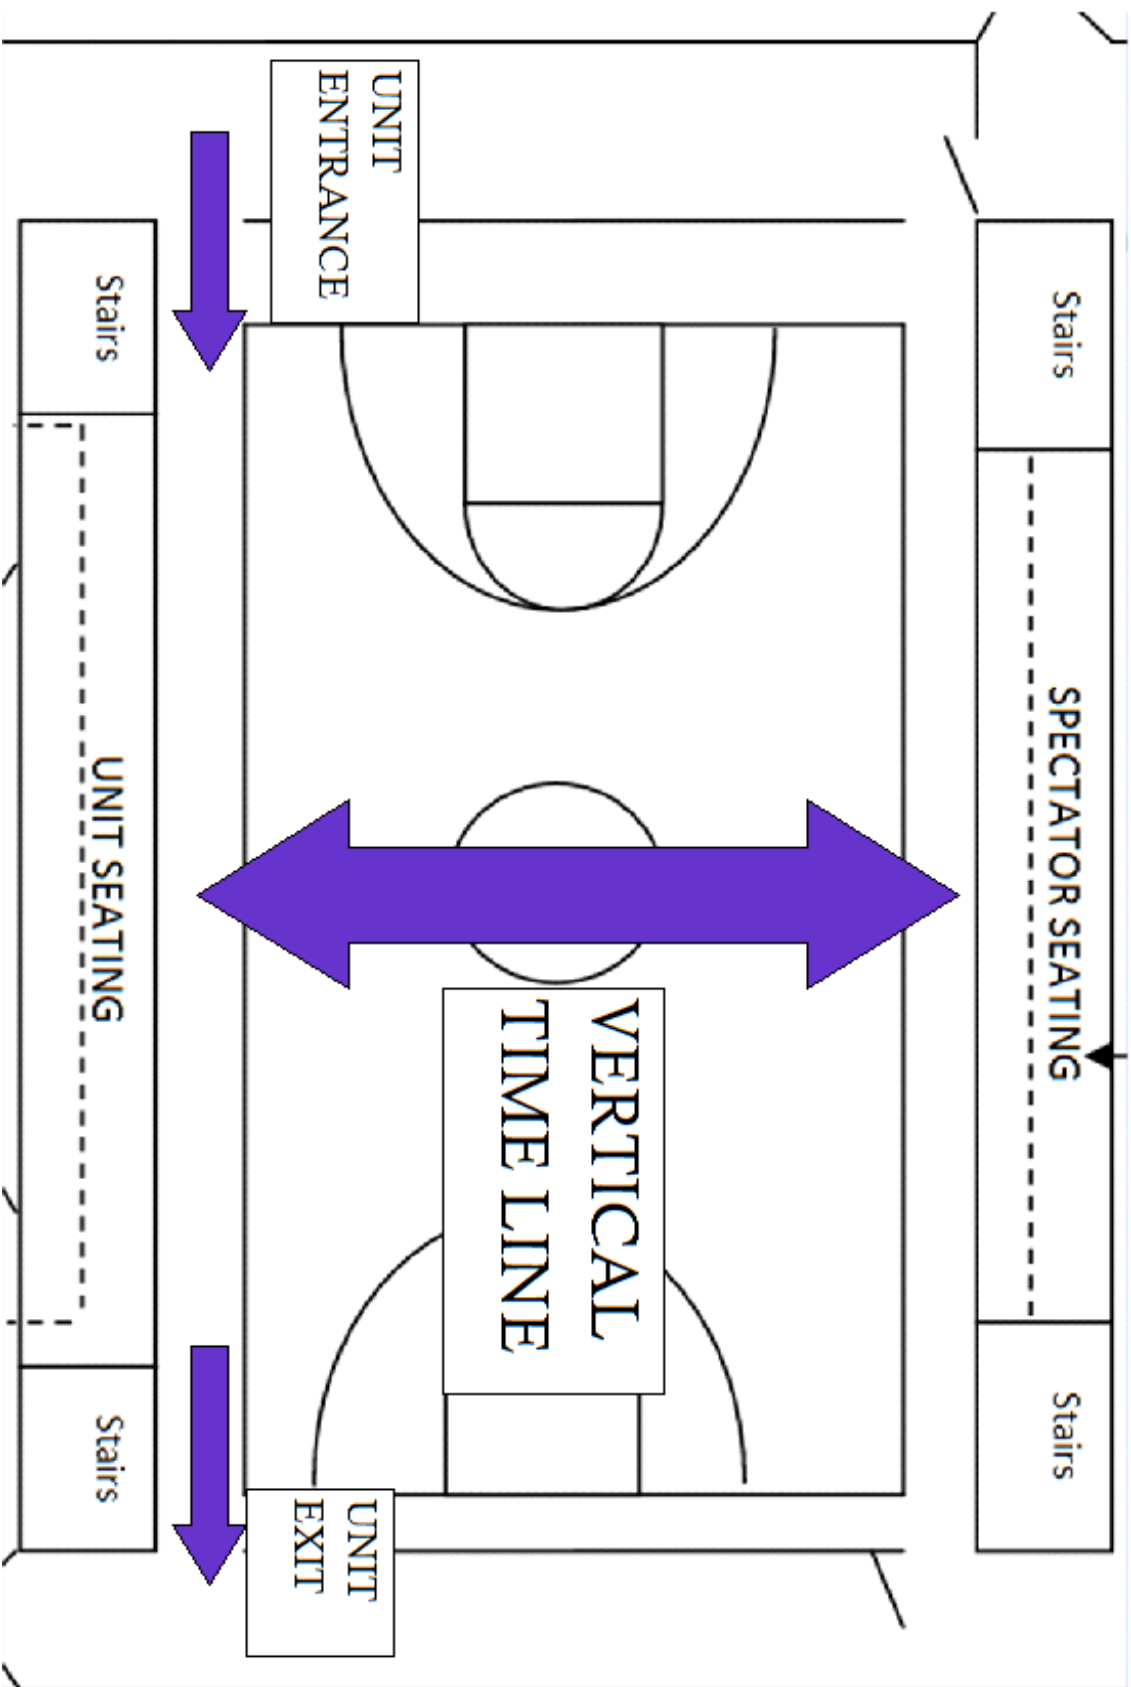 Stairs
SPECTATOR SEATING
Stairs
VERTICAL
TIME LINE
UNIT
ENTRANCE
UNIT
EXIT
Stairs
UNIT SEATING
Stairs